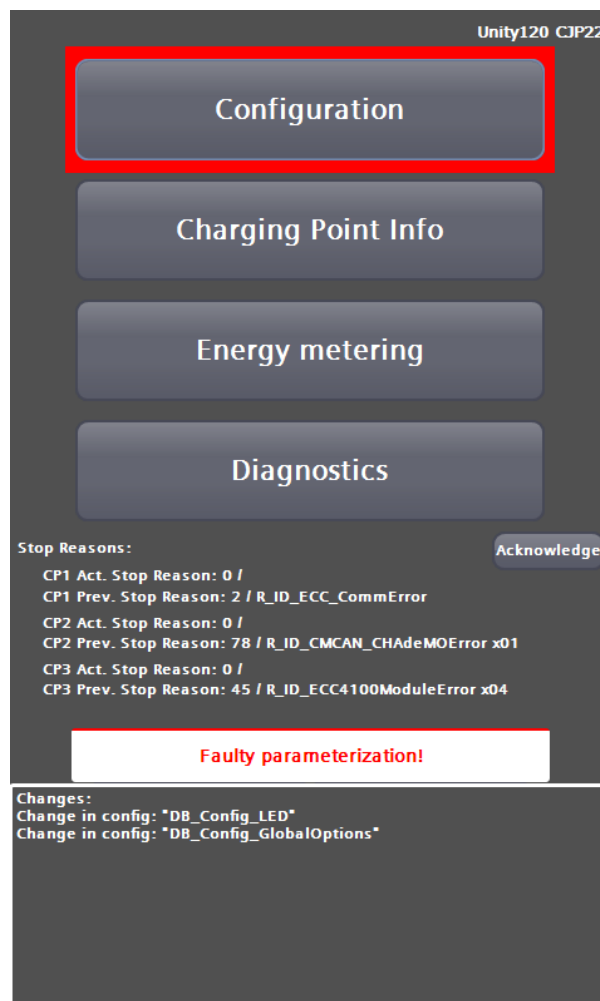 Unity120 CJP22
Configuration
Charging Point Info
Energy metering
Diagnostics
Stop Reasons:
Acknowledge
CP1 Act. Stop Reason: 0 /
CP1 Prev. Stop Reason: 2 / R_ID_ECC_CommError
CP2 Act. Stop Reason: 0 /
CP2 Prev. Stop Reason: 78 / R_ID_CMCAN_CHAdeMOError x01
CP3 Act. Stop Reason: 0 /
CP3 Prev. Stop Reason: 45 / R_ID_ECC4100ModuleError x04
Faulty parameterization!
Changes:
Change in config: "DB_Config_LED"
Change in config: "DB_Config_GlobalOptions"